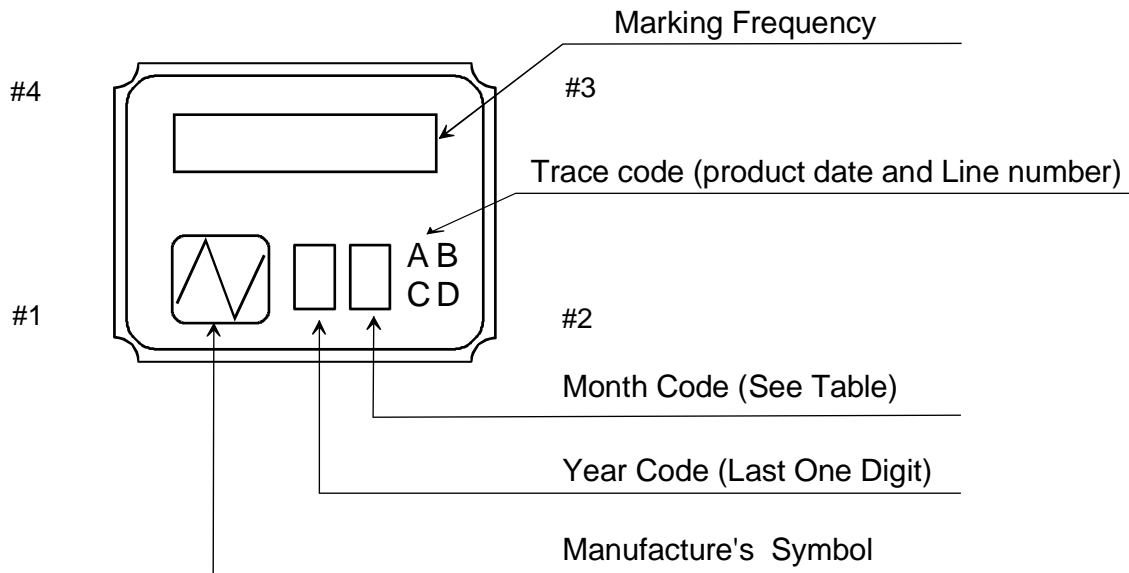 Marking Frequency
#4
#3
Trace code (product date and Line number)
A B
C D
#1
#2
Month Code (See Table)
Year Code (Last One Digit)
Manufacture's Symbol